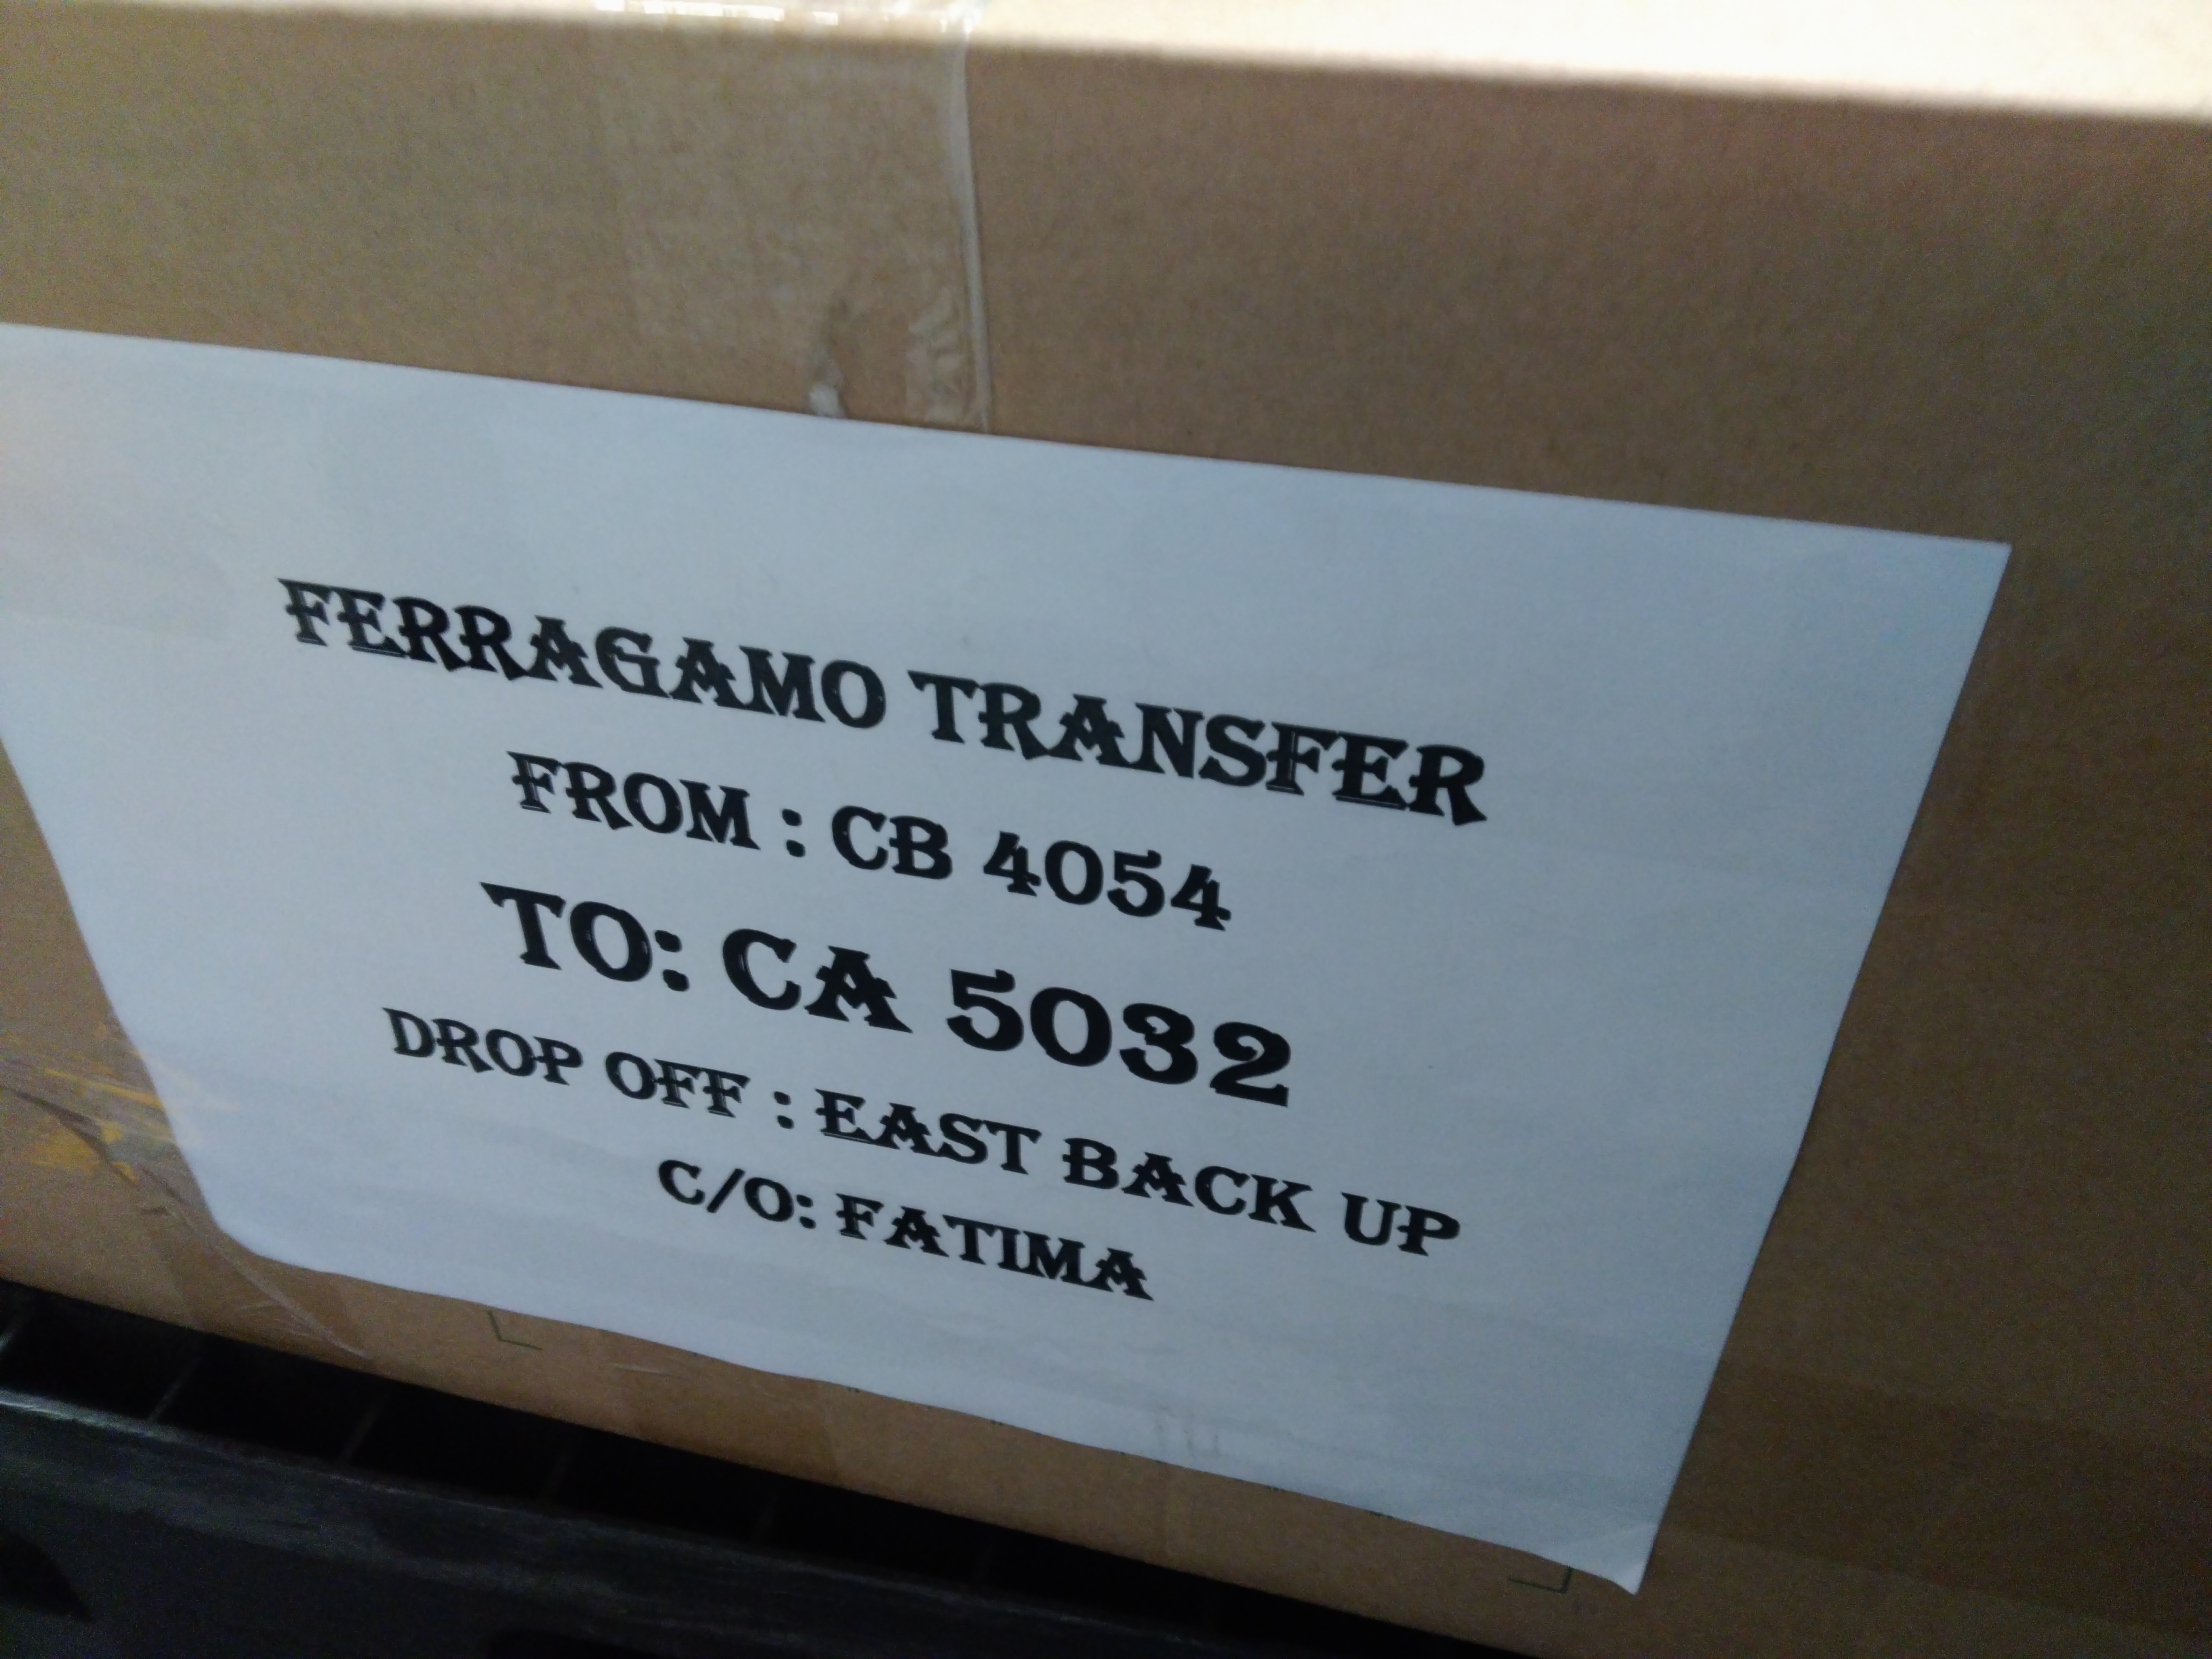 FERRAGAMO TRANSFER
FROM : CB 4054
TO: CA 5032
DROP OFF : EAST BACK UP
C/O: FATIMA